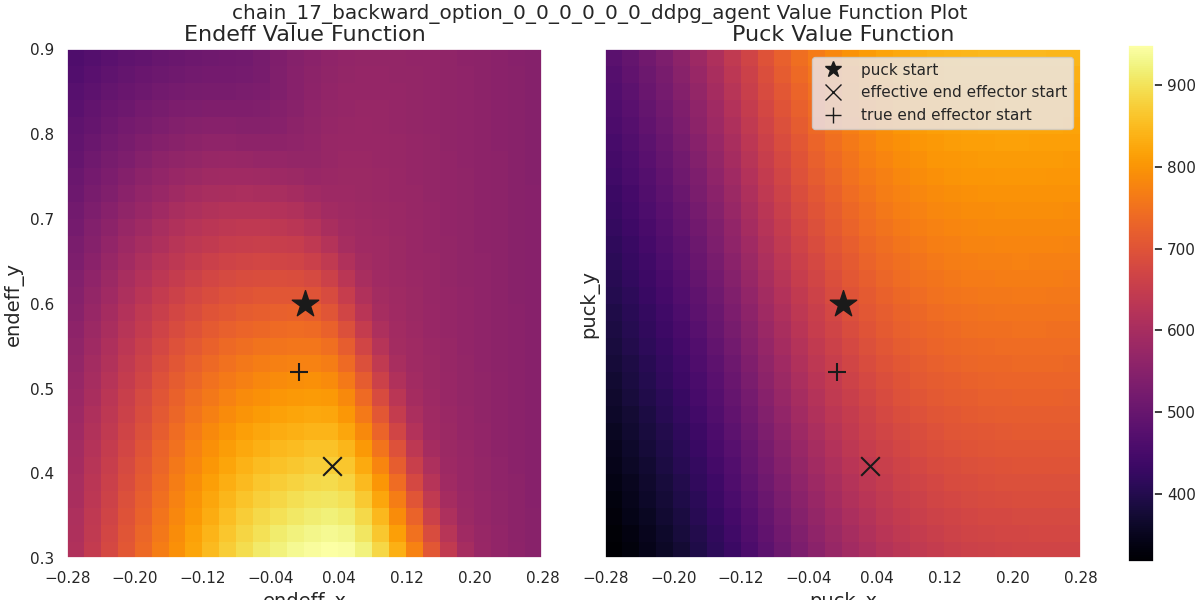 chain_17_backward_option_0_0_0_0_0_0_ddpg_agent Value Function Plot
Endeff Value Function
Puck Value Function
0.9
0.8
0.7
0.6
0.5
0.4
0.3
endeff_y
−0.28 −0.20 −0.12 −0.04 0.04 0.12 0.20 0.28
endeff_x
puck_y
puck start
effective end effector start
true end effector start
−0.28 −0.20 −0.12 −0.04 0.04 0.12 0.20 0.28
puck_x
900
800
700
600
500
400